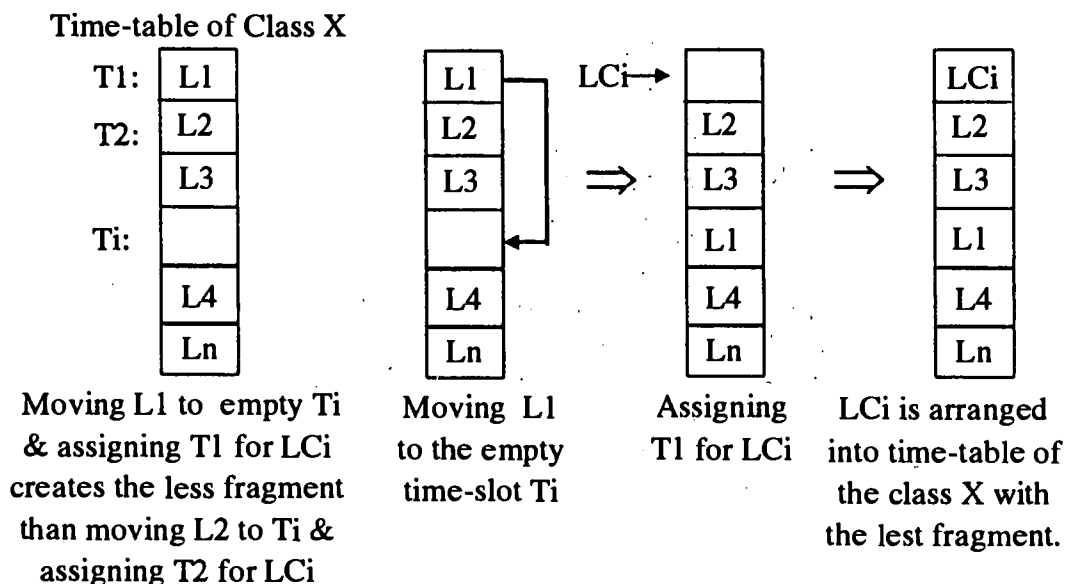 Time-table of Class X
T1:
L1
T2:
L2
L3
Ti:
L4
Ln
Moving L1 to empty Ti
& assigning T1 for LCi
creates the less fragment
than moving L2 to Ti &
assigning T2 for LCi
L1
L2
L3
L4
Ln
Moving L1
to the empty
time-slot Ti
LCi
L2
L3
L1
L4
Ln
Assigning
T1 for LCi
LCi
L2
L3
L1
L4
Ln
LCi is arranged
into time-table of
the class X with
the lest fragment.